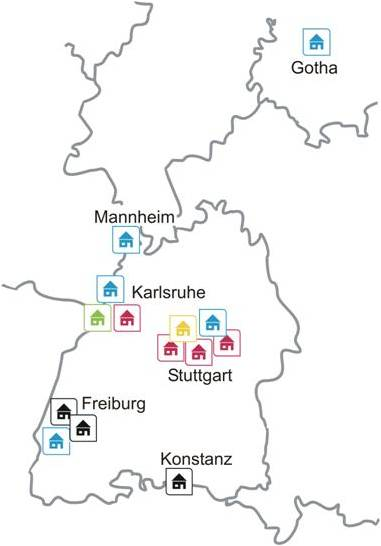 Gotha
Mannheim
Karlsruhe
Stuttgart
Freiburg
Konstanz